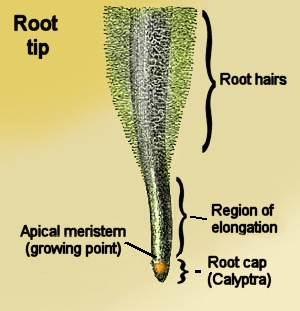 Root
tip
Root hairs
Region of
elongation
Apical meristem
(growing point)
Root cap
(Calyptra)